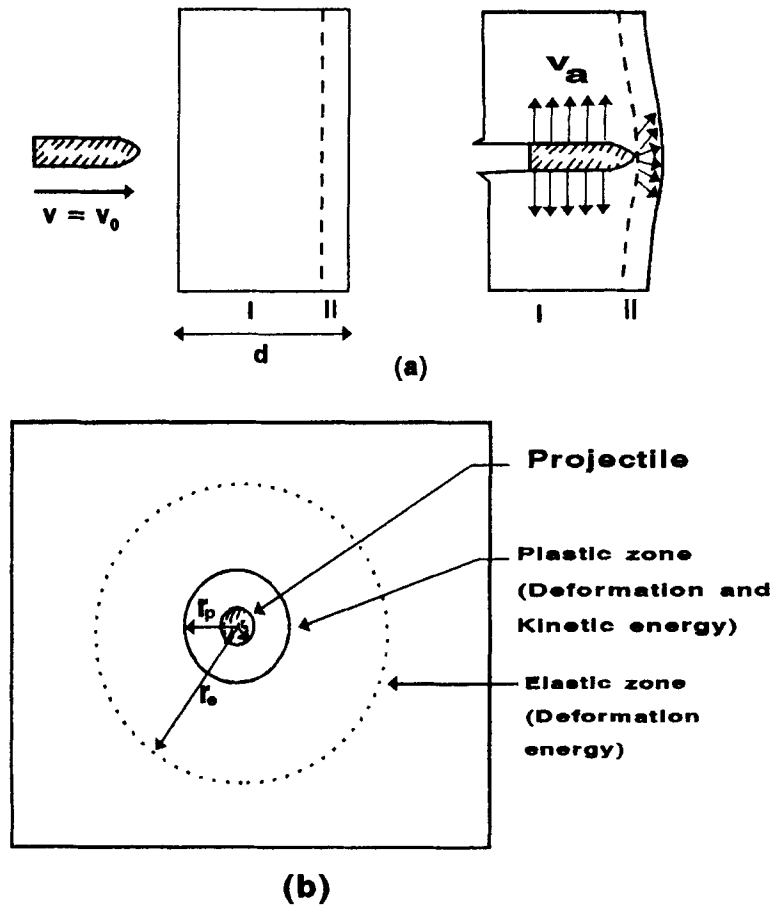 v = v₀
I
II
d
vₐ
I
II
(a)
Projectile
Plastic zone
(Deformation and
Kinetic energy)
rₚ
rₑ
Elastic zone
(Deformation
energy)
(b)